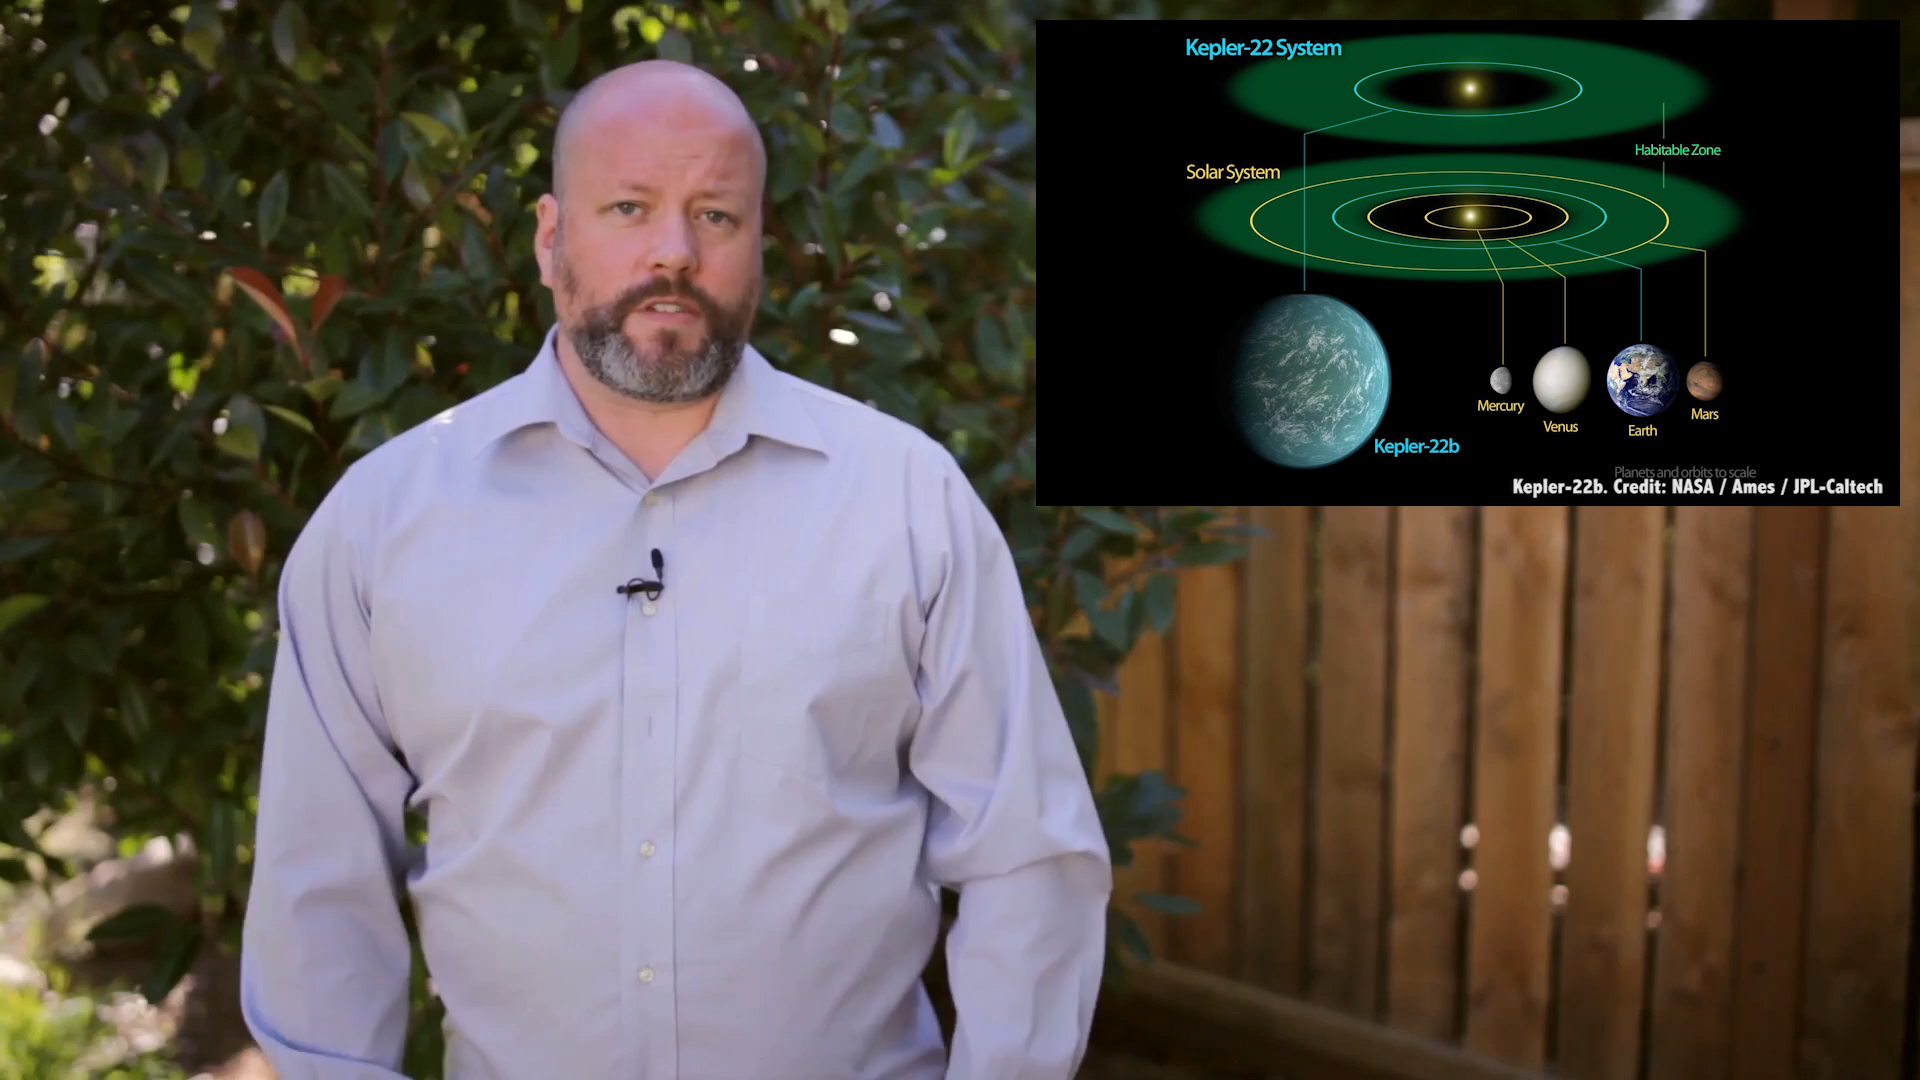 Kepler-22 System
Habitable Zone
Solar System
Mercury
Venus
Earth
Mars
Kepler-22b
Planets and orbits to scale
Kepler-22b. Credit: NASA / Ames / JPL-Caltech